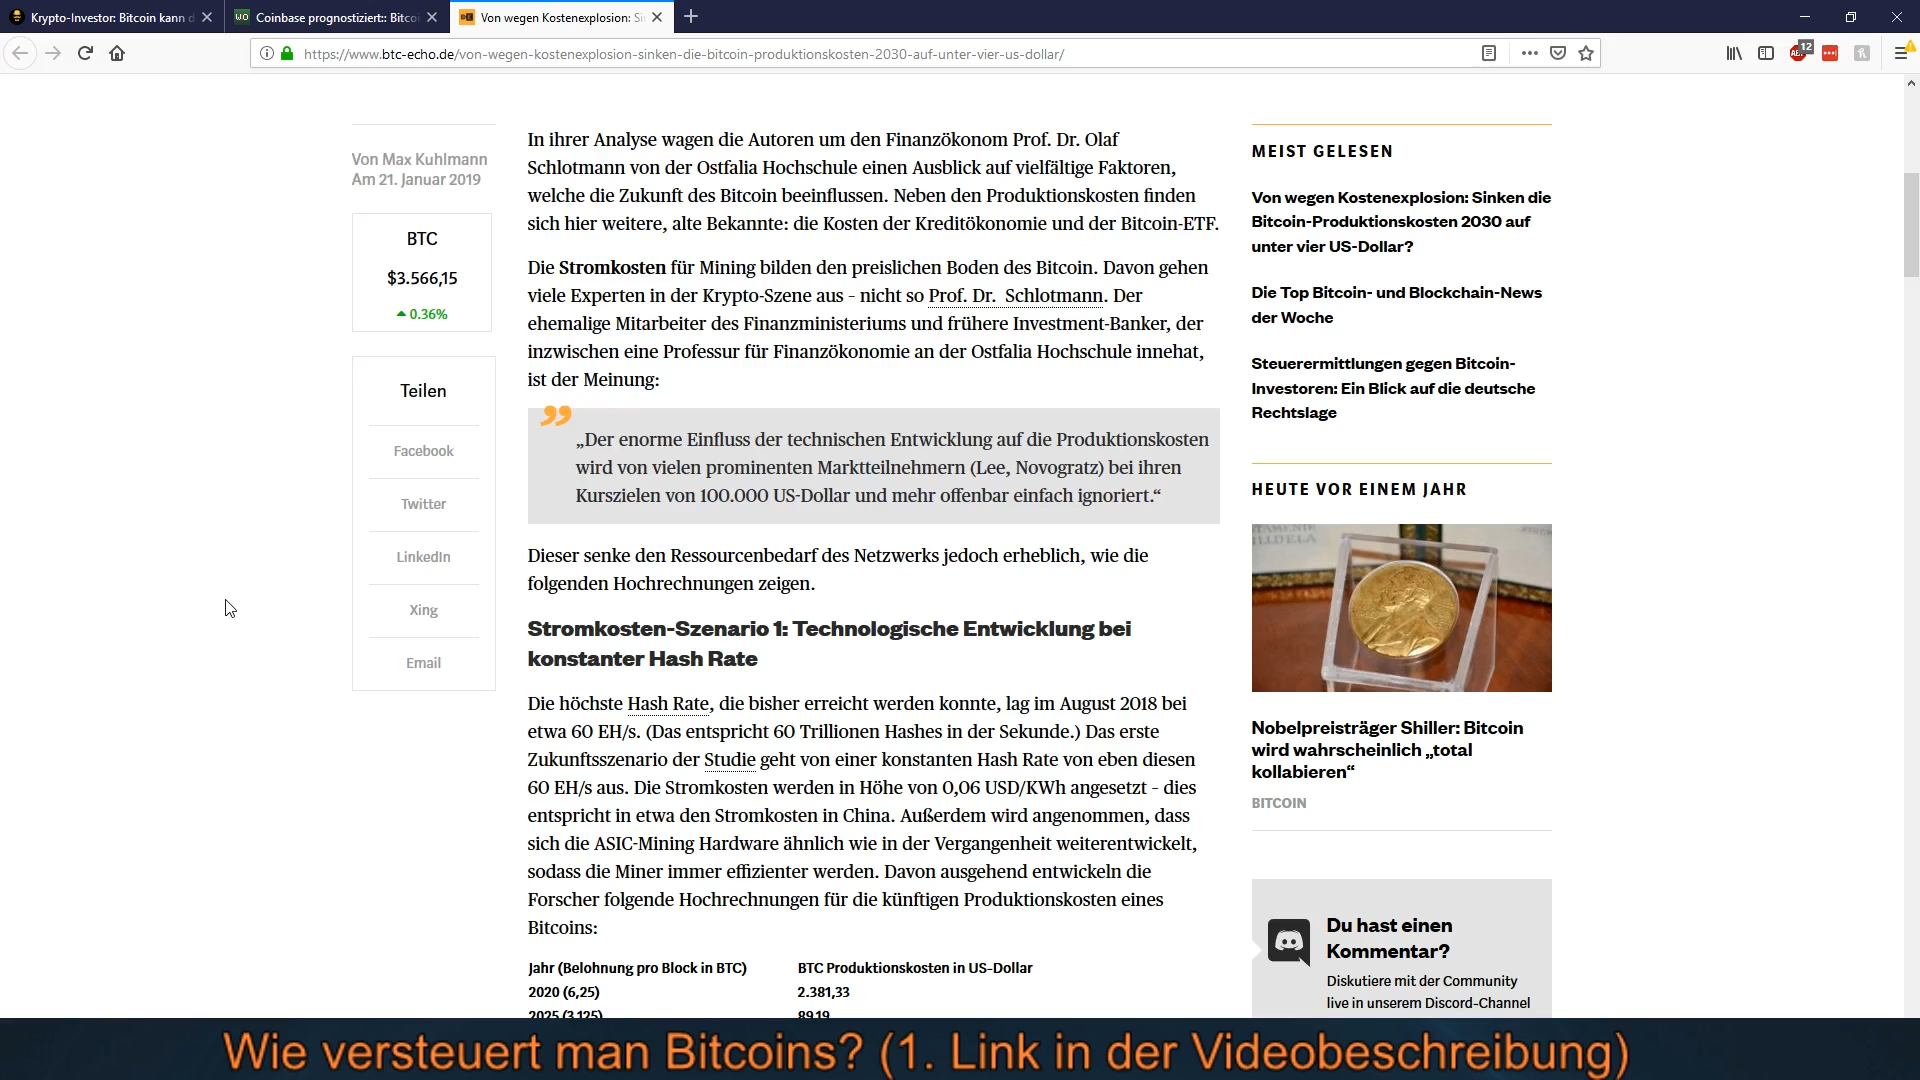 Krypto-Investor: Bitcoin kann d
Coinbase prognostiziert:: Bitcoi
Von wegen Kostenexplosion: Si
https://www.btc-echo.de/von-wegen-kostenexplosion-sinken-die-bitcoin-produktionskosten-2030-auf-unter-vier-us-dollar/
12
Von Max Kuhlmann
Am 21. Januar 2019
BTC
$3.566,15
0.36%
Teilen
Facebook
Twitter
LinkedIn
Xing
Email
In ihrer Analyse wagen die Autoren um den Finanzökonom Prof. Dr. Olaf
Schlotmann von der Ostfalia Hochschule einen Ausblick auf vielfältige Faktoren,
welche die Zukunft des Bitcoin beeinflussen. Neben den Produktionskosten finden
sich hier weitere, alte Bekannte: die Kosten der Kreditökonomie und der Bitcoin-ETF.
Die Stromkosten für Mining bilden den preislichen Boden des Bitcoin. Davon gehen
viele Experten in der Krypto-Szene aus – nicht so Prof. Dr. Schlotmann. Der
ehemalige Mitarbeiter des Finanzministeriums und frühere Investment-Banker, der
inzwischen eine Professur für Finanzökonomie an der Ostfalia Hochschule innehat,
ist der Meinung:
„Der enorme Einfluss der technischen Entwicklung auf die Produktionskosten
wird von vielen prominenten Marktteilnehmern (Lee, Novogratz) bei ihren
Kurszielen von 100.000 US-Dollar und mehr offenbar einfach ignoriert.“
Dieser senke den Ressourcenbedarf des Netzwerks jedoch erheblich, wie die
folgenden Hochrechnungen zeigen.
Stromkosten-Szenario 1: Technologische Entwicklung bei
konstanter Hash Rate
Die höchste Hash Rate, die bisher erreicht werden konnte, lag im August 2018 bei
etwa 60 EH/s. (Das entspricht 60 Trillionen Hashes in der Sekunde.) Das erste
Zukunftsszenario der Studie geht von einer konstanten Hash Rate von eben diesen
60 EH/s aus. Die Stromkosten werden in Höhe von 0,06 USD/KWh angesetzt – dies
entspricht in etwa den Stromkosten in China. Außerdem wird angenommen, dass
sich die ASIC-Mining Hardware ähnlich wie in der Vergangenheit weiterentwickelt,
sodass die Miner immer effizienter werden. Davon ausgehend entwickeln die
Forscher folgende Hochrechnungen für die künftigen Produktionskosten eines
Bitcoins:
Jahr (Belohnung pro Block in BTC) BTC Produktionskosten in US-Dollar
2020 (6,25) 2.381,33
2025 (3,125) 89,19
MEIST GELESEN
Von wegen Kostenexplosion: Sinken die
Bitcoin-Produktionskosten 2030 auf
unter vier US-Dollar?
Die Top Bitcoin- und Blockchain-News
der Woche
Steuerermittlungen gegen Bitcoin-
Investoren: Ein Blick auf die deutsche
Rechtslage
HEUTE VOR EINEM JAHR
Nobelpreisträger Shiller: Bitcoin
wird wahrscheinlich „total
kollabieren“
BITCOIN
Du hast einen
Kommentar?
Diskutiere mit der Community
live in unserem Discord-Channel
Wie versteuert man Bitcoins? (1. Link in der Videobeschreibung)